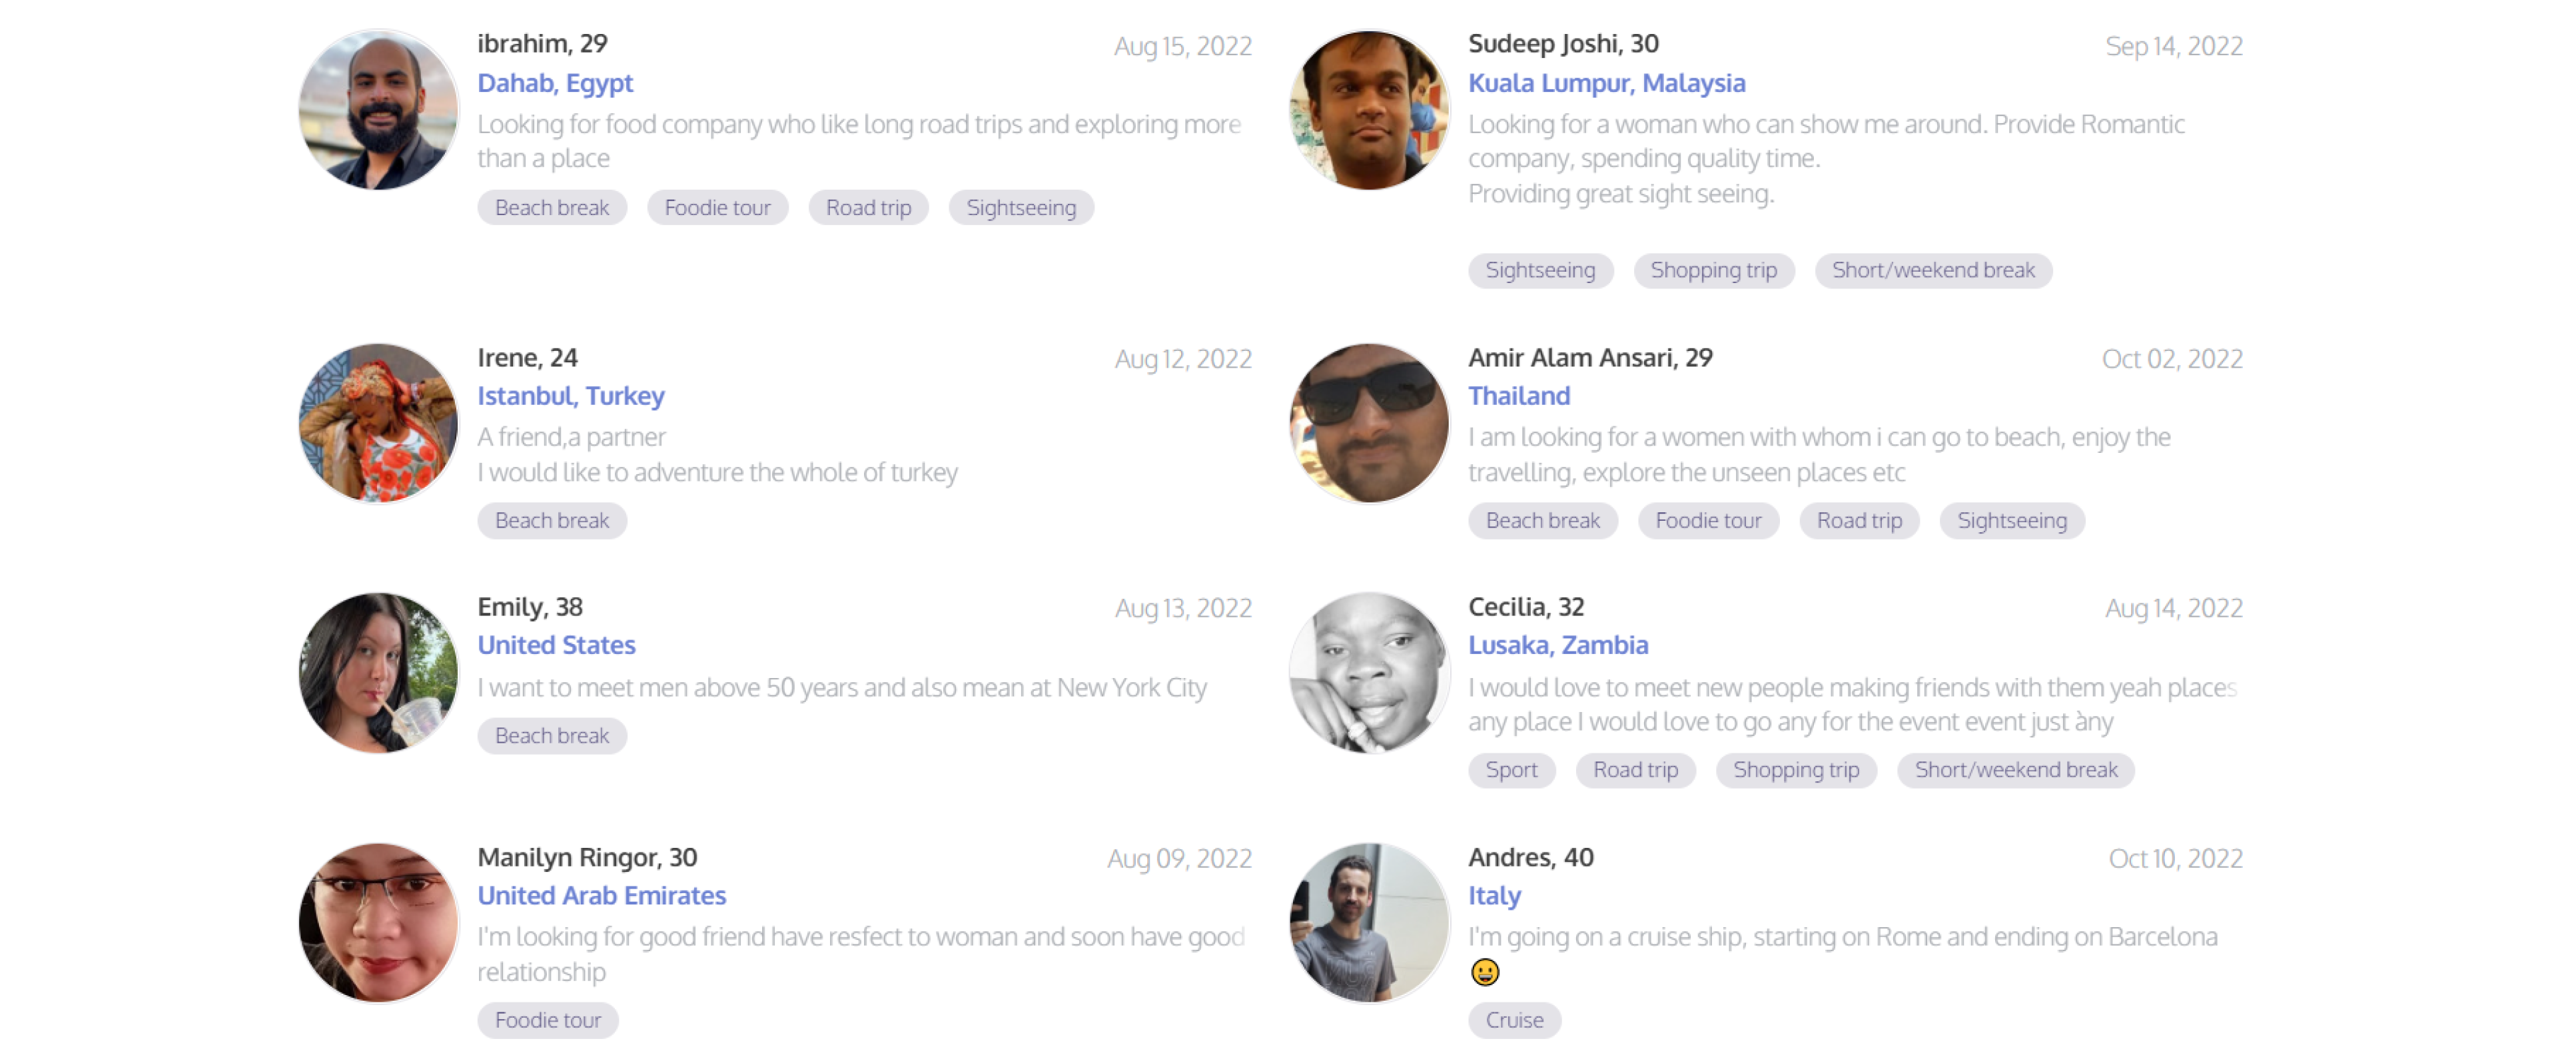 ibrahim, 29
Aug 15, 2022
Dahab, Egypt
Looking for food company who like long road trips and exploring more
than a place
Beach break
Foodie tour
Road trip
Sightseeing
Sudeep Joshi, 30
Sep 14, 2022
Kuala Lumpur, Malaysia
Looking for a woman who can show me around. Provide Romantic
company, spending quality time.
Providing great sight seeing.
Sightseeing
Shopping trip
Short/weekend break
Irene, 24
Aug 12, 2022
Istanbul, Turkey
A friend,a partner
I would like to adventure the whole of turkey
Beach break
Amir Alam Ansari, 29
Oct 02, 2022
Thailand
I am looking for a women with whom i can go to beach, enjoy the
travelling, explore the unseen places etc
Beach break
Foodie tour
Road trip
Sightseeing
Emily, 38
Aug 13, 2022
United States
I want to meet men above 50 years and also mean at New York City
Beach break
Cecilia, 32
Aug 14, 2022
Lusaka, Zambia
I would love to meet new people making friends with them yeah places
any place I would love to go any for the event event just àny
Sport
Road trip
Shopping trip
Short/weekend break
Manilyn Ringor, 30
Aug 09, 2022
United Arab Emirates
I'm looking for good friend have resfect to woman and soon have good
relationship
Foodie tour
Andres, 40
Oct 10, 2022
Italy
I'm going on a cruise ship, starting on Rome and ending on Barcelona
😀
Cruise